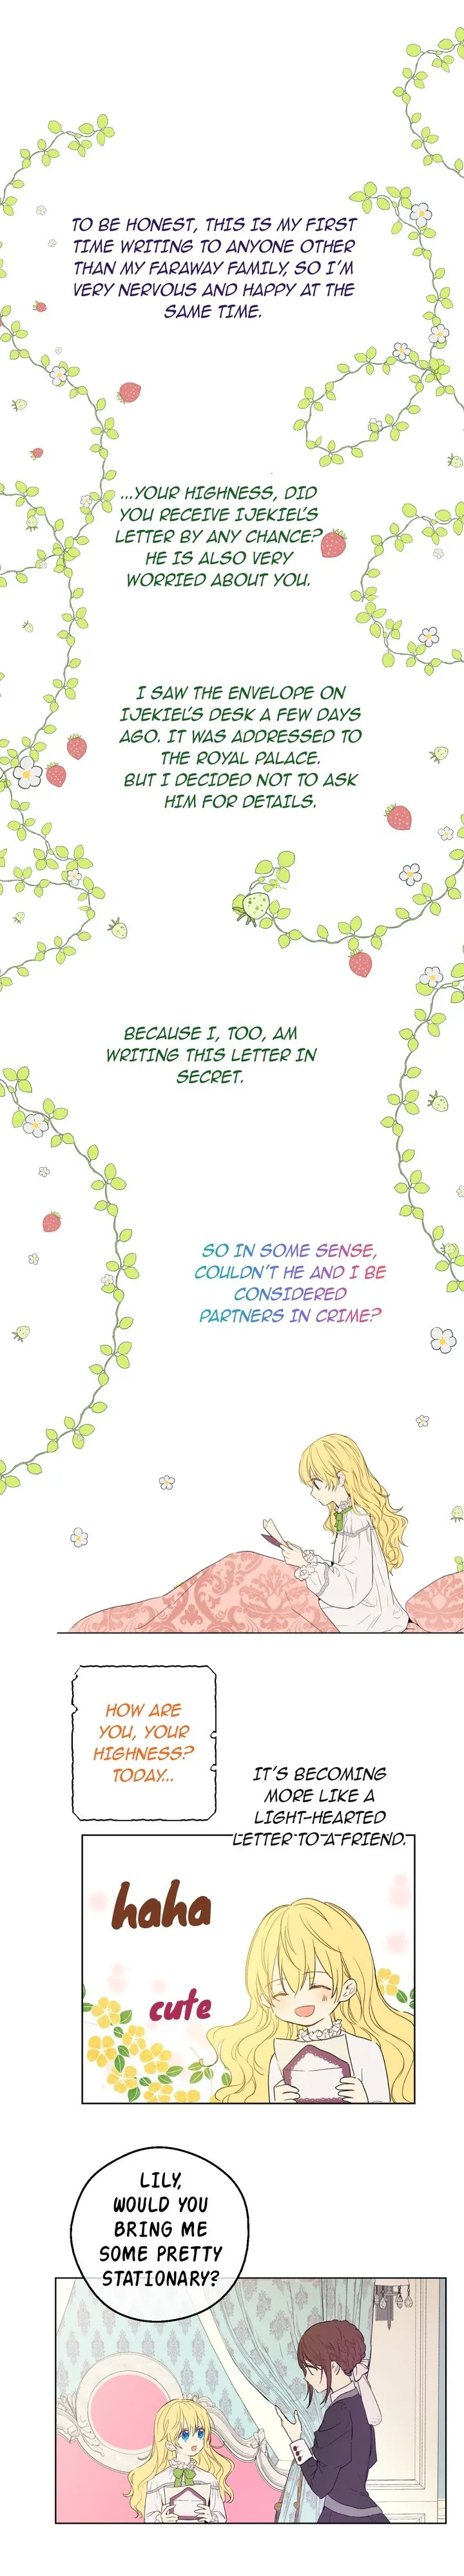 TO BE HONEST, THIS IS MY FIRST
TIME WRITING TO ANYONE OTHER
THAN MY FARAWAY FAMILY, SO I'M
VERY NERVOUS AND HAPPY AT THE
SAME TIME.
...YOUR HIGHNESS, DID
YOU RECEIVE IJEKIEL'S
LETTER BY ANY CHANCE?
HE IS ALSO VERY
WORRIED ABOUT YOU.
I SAW THE ENVELOPE ON
IJEKIEL'S DESK A FEW DAYS
AGO. IT WAS ADDRESSED TO
THE ROYAL PALACE.
BUT I DECIDED NOT TO ASK
HIM FOR DETAILS.
BECAUSE I, TOO, AM
WRITING THIS LETTER IN
SECRET.
SO IN SOME SENSE,
COULDN'T HE AND I BE
CONSIDERED
PARTNERS IN CRIME?
HOW ARE
YOU, YOUR
HIGHNESS?
TODAY...
IT'S BECOMING
MORE LIKE A
LIGHT-HEARTED
LETTER TO A FRIEND.
haha
cute
LILY,
WOULD YOU
BRING ME
SOME PRETTY
STATIONARY?